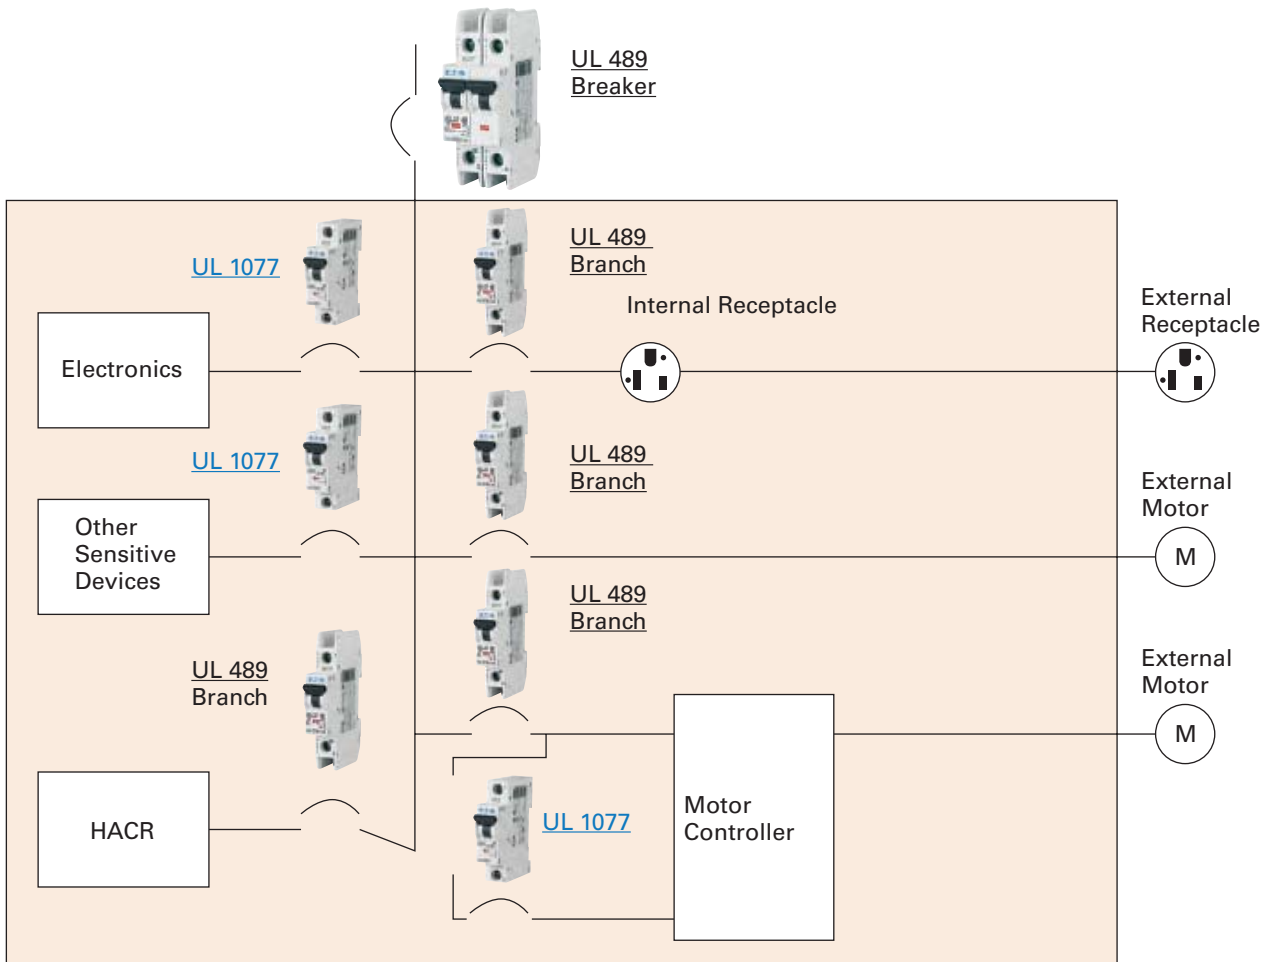 UL 489
Breaker
UL 489
Branch
UL 1077
Internal Receptacle
External
Receptacle
Electronics
UL 1077
UL 489
Branch
External
Motor
M
Other
Sensitive
Devices
UL 489
Branch
UL 489
Branch
External
Motor
M
HACR
UL 1077
Motor
Controller